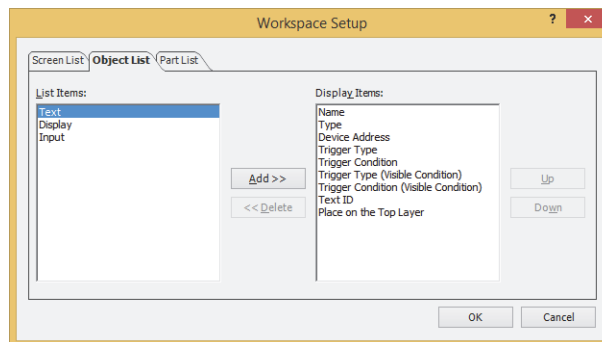 Workspace Setup
? ×
Screen List Object List Part List
List Items:
Text
Display
Input
Add >>
<< Delete
Display Items:
Name
Type
Device Address
Trigger Type
Trigger Condition
Trigger Type (Visible Condition)
Trigger Condition (Visible Condition)
Text ID
Place on the Top Layer
Up
Down
OK Cancel